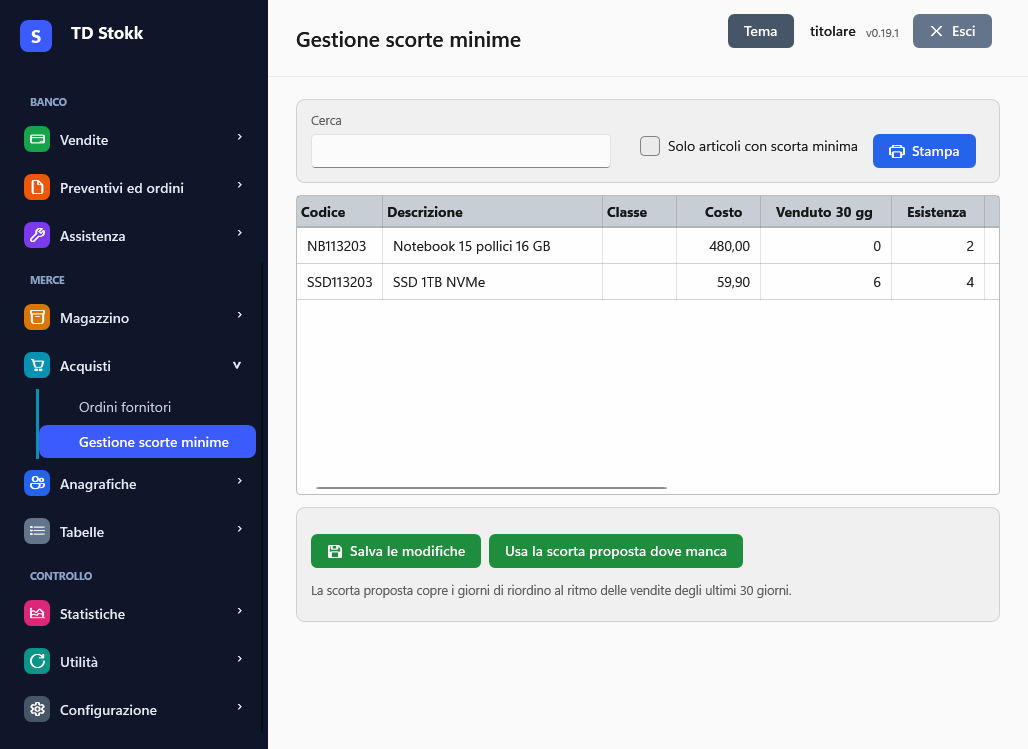 S
TD Stokk
BANCO
Vendite
Preventivi ed ordini
Assistenza
MERCE
Magazzino
Acquisti
Ordini fornitori
Gestione scorte minime
Anagrafiche
Tabelle
CONTROLLO
Statistiche
Utilità
Configurazione
Gestione scorte minime
Tema titolare v0.19.1 Esci
Cerca
Solo articoli con scorta minima
Stampa
Codice Descrizione Classe Costo Venduto 30 gg Esistenza
NB113203 Notebook 15 pollici 16 GB 480,00 0 2
SSD113203 SSD 1TB NVMe 59,90 6 4
Salva le modifiche Usa la scorta proposta dove manca
La scorta proposta copre i giorni di riordino al ritmo delle vendite degli ultimi 30 giorni.